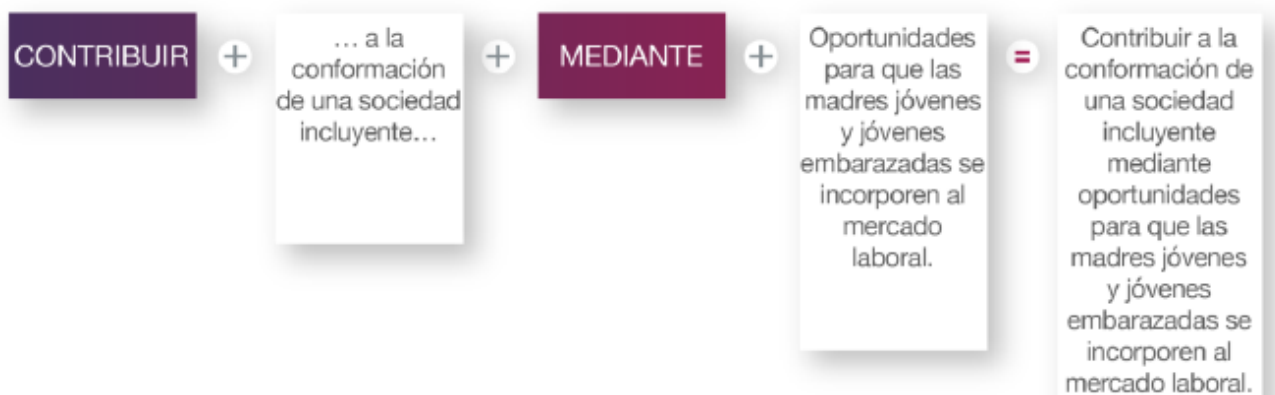 CONTRIBUIR
+
… a la
conformación
de una sociedad
incluyente…
+
MEDIANTE
+
Oportunidades
para que las
madres jóvenes
y jóvenes
embarazadas se
incorporen al
mercado
laboral.
=
Contribuir a la
conformación de
una sociedad
incluyente
mediante
oportunidades
para que las
madres jóvenes
y jóvenes
embarazadas se
incorporen al
mercado laboral.